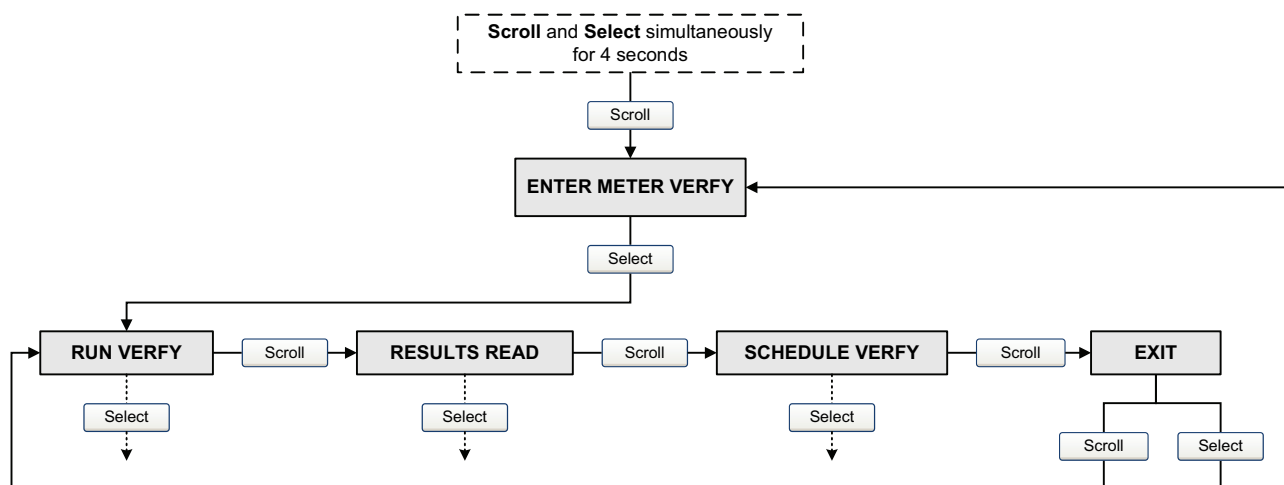 Scroll and Select simultaneously
for 4 seconds
Scroll
ENTER METER VERFY
Select
RUN VERFY
Scroll
RESULTS READ
Scroll
SCHEDULE VERFY
Scroll
EXIT
Select
Select
Select
Scroll
Select